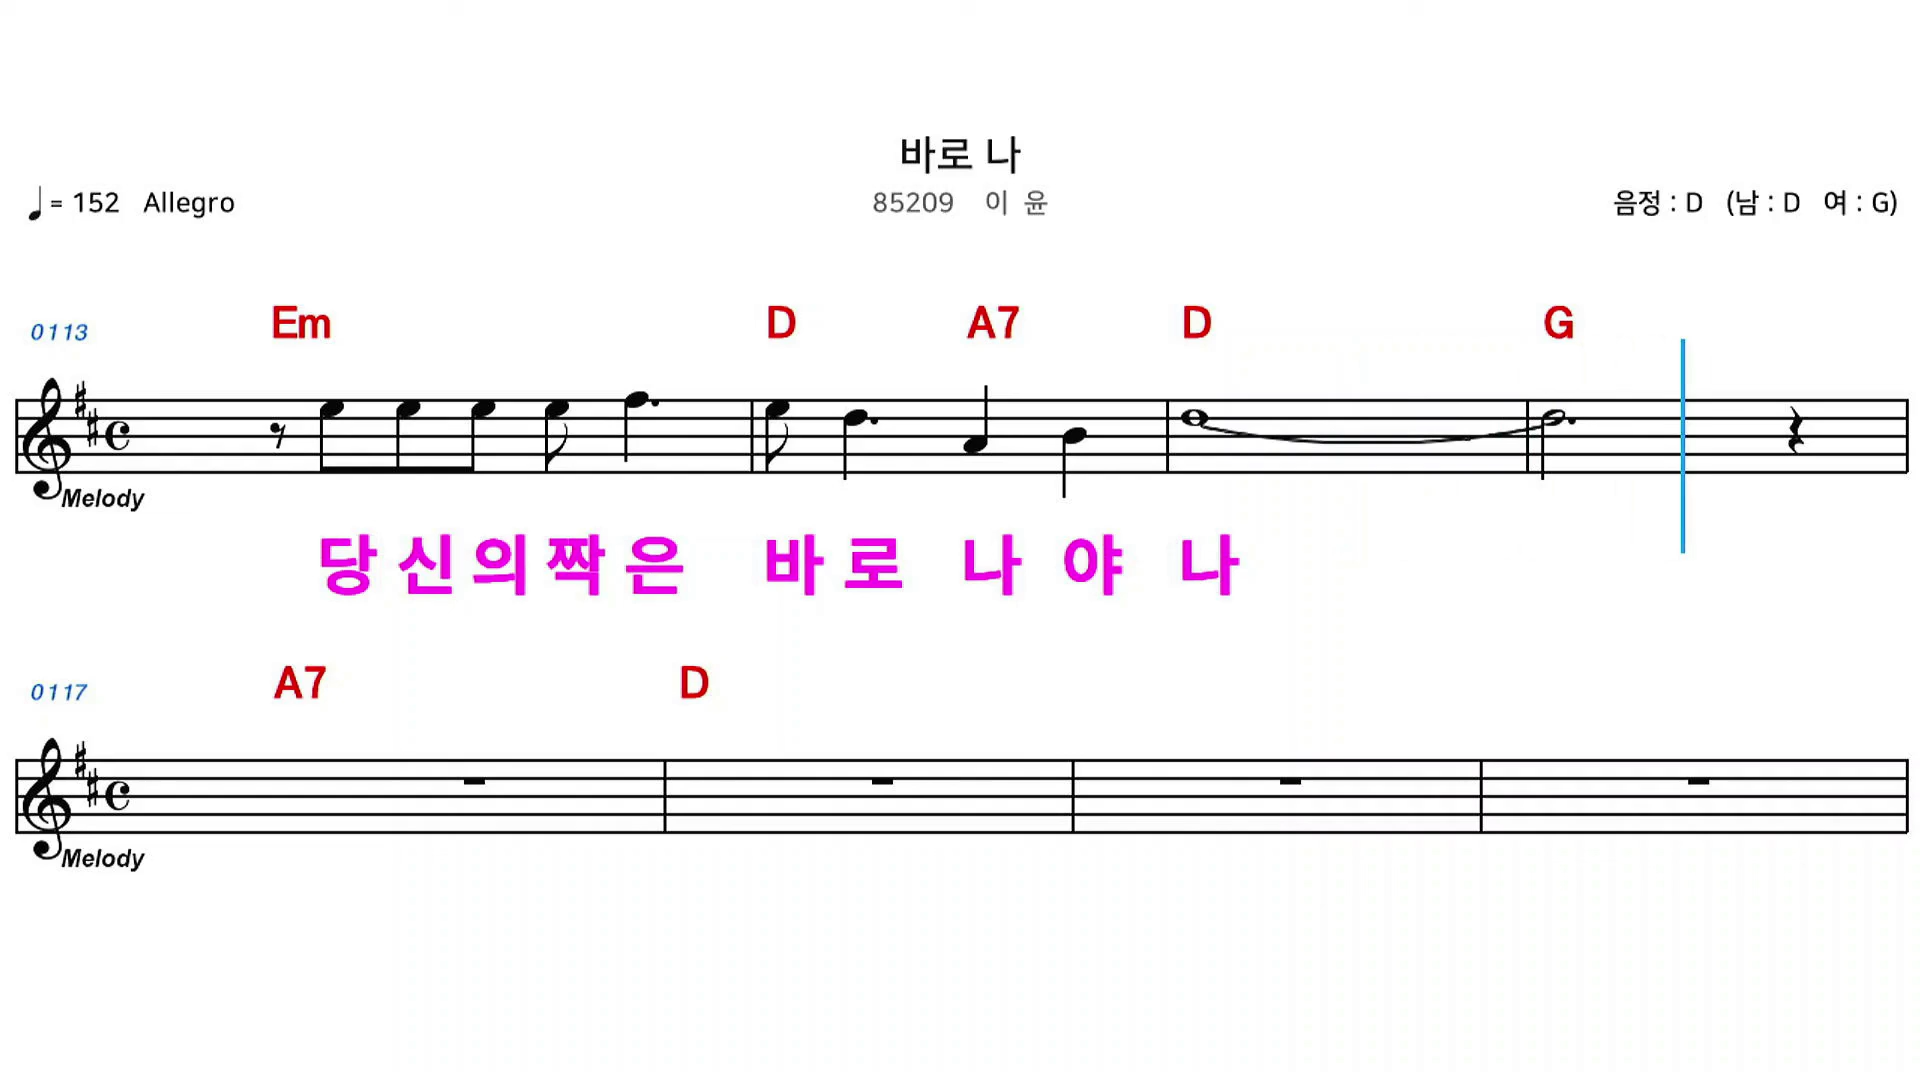 바로 나
♩ = 152 Allegro 85209 이 윤 음정 : D (남 : D 여 : G)
0113 Em D A7 D G
Melody
당 신 의 짝 은 바 로 나 야 나
0117 A7 D
Melody